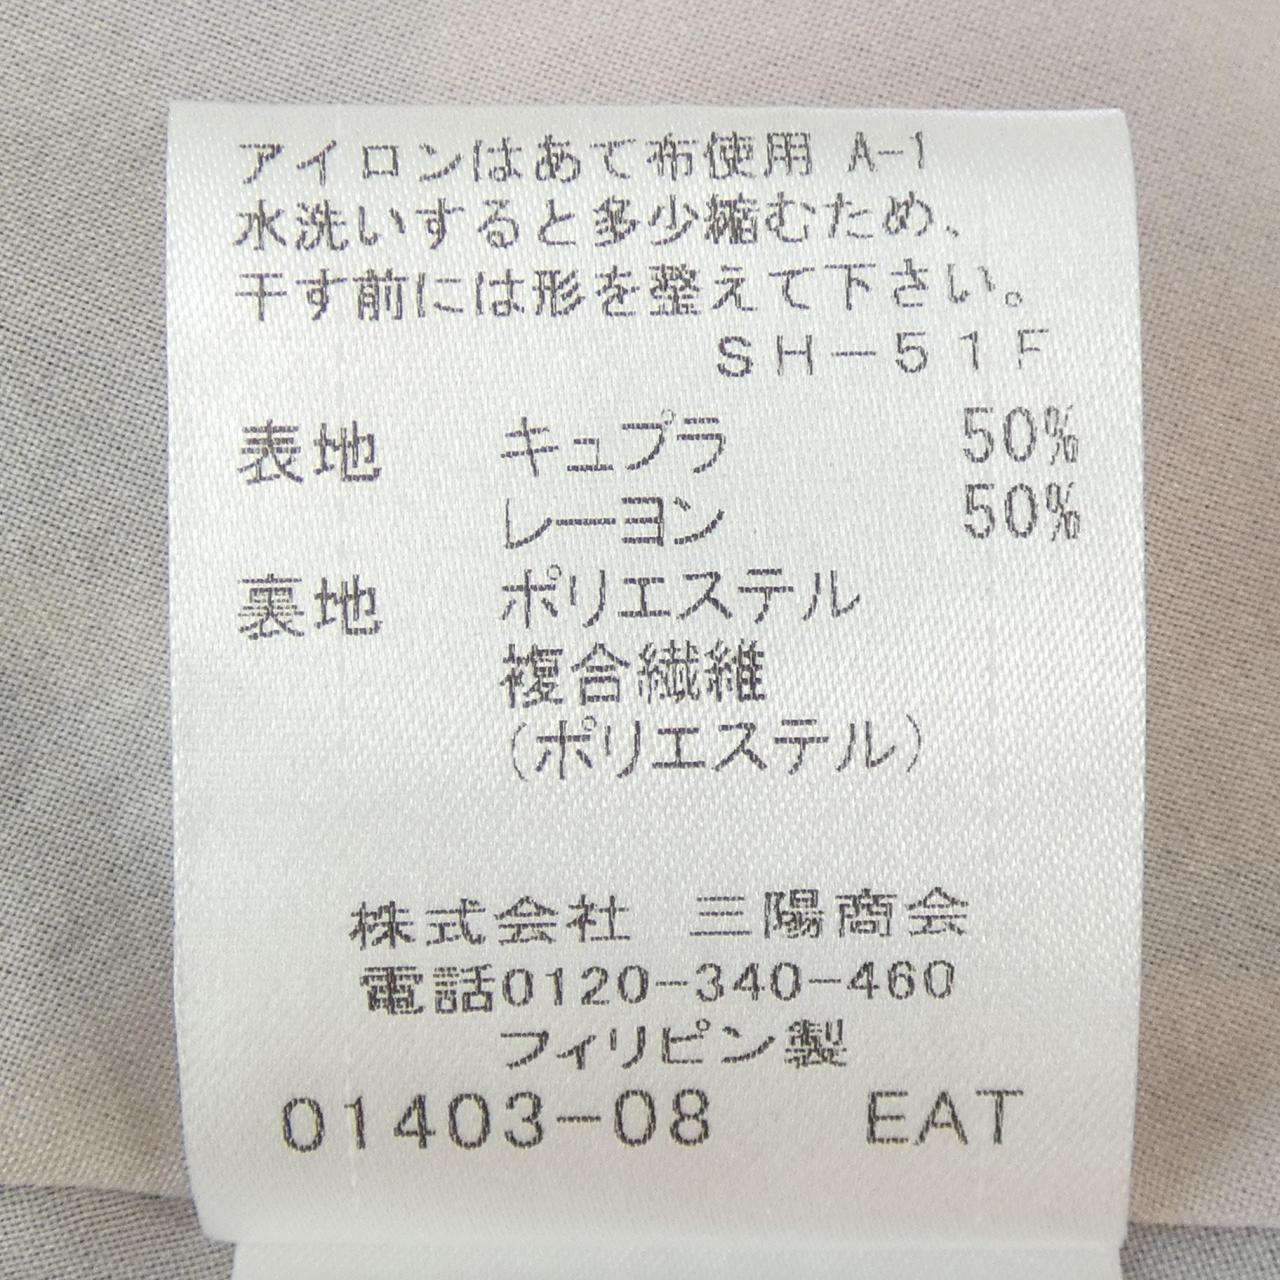 アイロンはあて布使用 A-1
水洗いすると多少縮むため、
干す前には形を整えて下さい。
SH-51F
表地 キュプラ 50%
レーヨン 50%
裏地 ポリエステル
複合繊維
(ポリエステル)
株式会社 三陽商会
電話0120-340-460
フィリピン製
01403-08 EAT